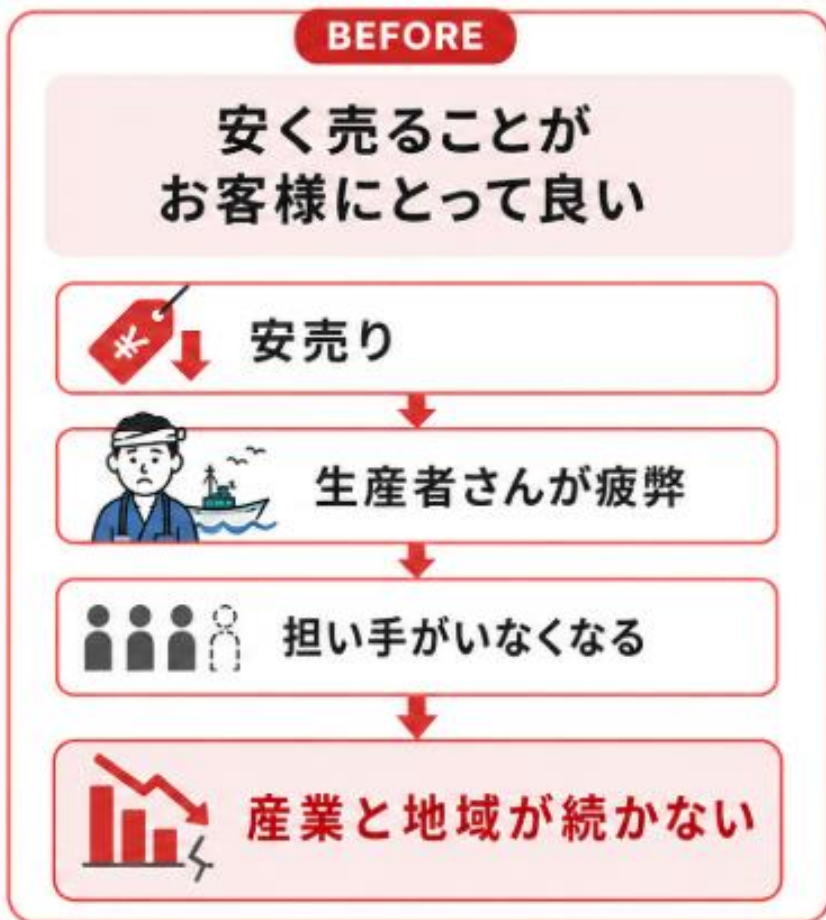 BEFORE
安く売ることが
お客様にとって良い
¥
安売り
生産者さんが疲弊
担い手がいなくなる
産業と地域が続かない